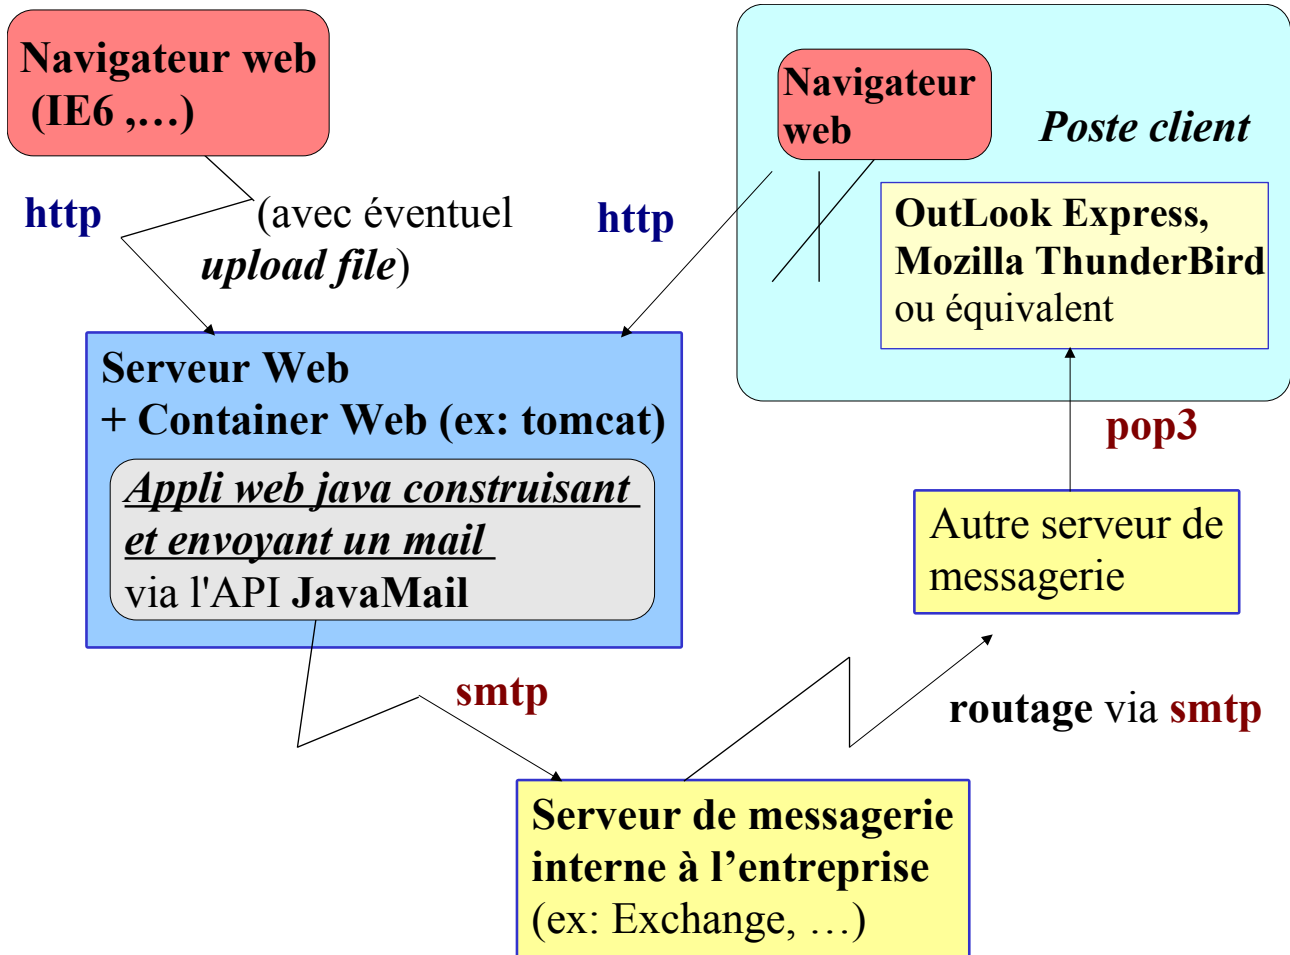 Navigateur web
(IE6 ,…)
Navigateur
web
Poste client
http
(avec éventuel
upload file)
http
OutLook Express,
Mozilla ThunderBird
ou équivalent
Serveur Web
+ Container Web (ex: tomcat)
Appli web java construisant
et envoyant un mail
via l'API JavaMail
pop3
Autre serveur de
messagerie
smtp
routage via smtp
Serveur de messagerie
interne à l’entreprise
(ex: Exchange, …)